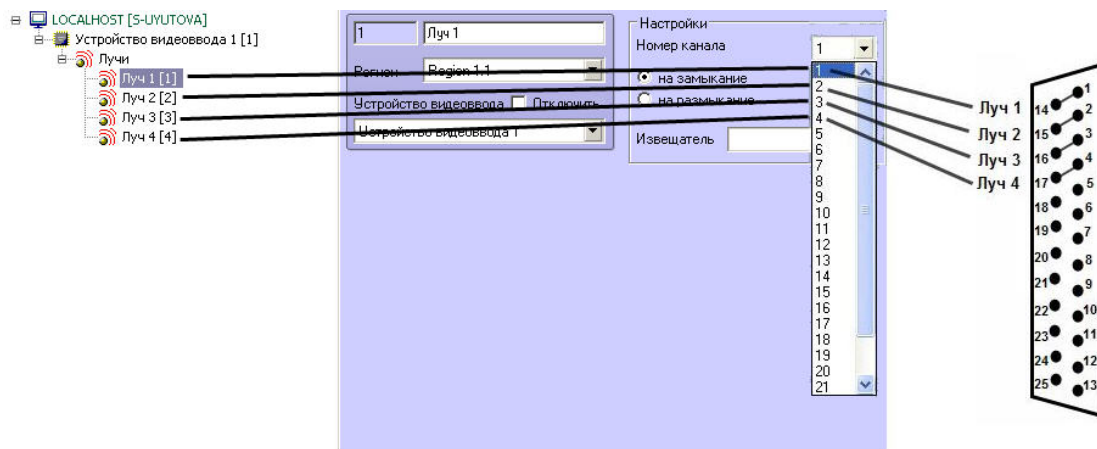 LOCALHOST [S-UYUTOVA]
Устройство видеоввода 1 [1]
Лучи
Луч 1 [1]
Луч 2 [2]
Луч 3 [3]
Луч 4 [4]
1
Луч 1
Регион
Region 1.1
Устройство видеоввода
Отключить
Устройство видеоввода 1
Настройки
Номер канала
1
на замыкание
на размыкание
Извещатель
1
2
3
4
5
6
7
8
9
10
11
12
13
14
15
16
17
18
19
20
21
Луч 1
Луч 2
Луч 3
Луч 4
1
14
2
15
3
16
4
17
5
18
6
19
7
20
8
21
9
22
10
23
11
24
12
25
13